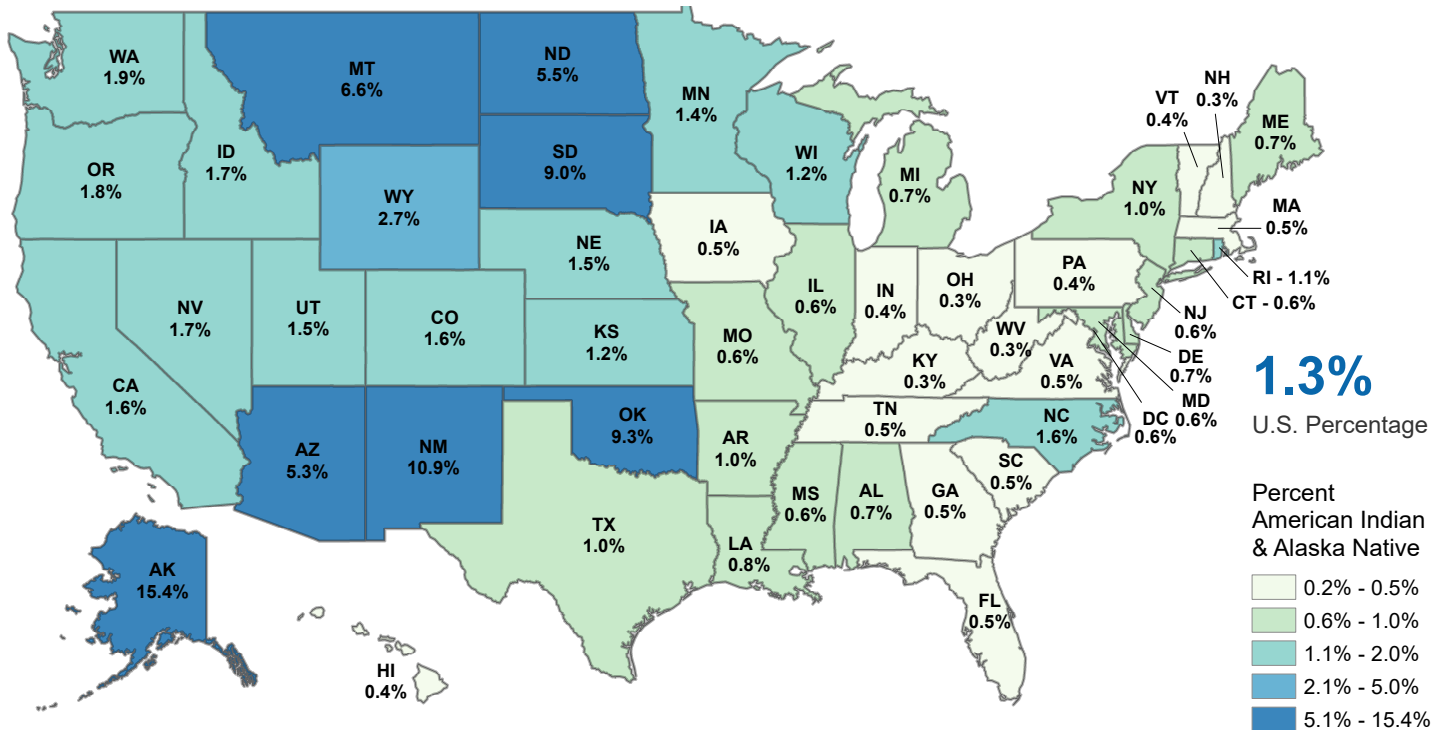 WA
1.9%
MT
6.6%
ND
5.5%
MN
1.4%
NH
0.3%
VT
0.4%
ME
0.7%
OR
1.8%
ID
1.7%
SD
9.0%
WI
1.2%
MI
0.7%
NY
1.0%
WY
2.7%
MA
0.5%
IA
0.5%
NE
1.5%
PA
0.4%
RI - 1.1%
CT - 0.6%
NV
1.7%
UT
1.5%
CO
1.6%
IL
0.6%
IN
0.4%
OH
0.3%
NJ
0.6%
KS
1.2%
MO
0.6%
WV
0.3%
VA
0.5%
DE
0.7%
CA
1.6%
KY
0.3%
MD
0.6%
DC
0.6%
TN
0.5%
NC
1.6%
AZ
5.3%
NM
10.9%
OK
9.3%
AR
1.0%
SC
0.5%
MS
0.6%
AL
0.7%
GA
0.5%
TX
1.0%
LA
0.8%
AK
15.4%
FL
0.5%
HI
0.4%
1.3%
U.S. Percentage
Percent
American Indian
& Alaska Native
0.2% - 0.5%
0.6% - 1.0%
1.1% - 2.0%
2.1% - 5.0%
5.1% - 15.4%